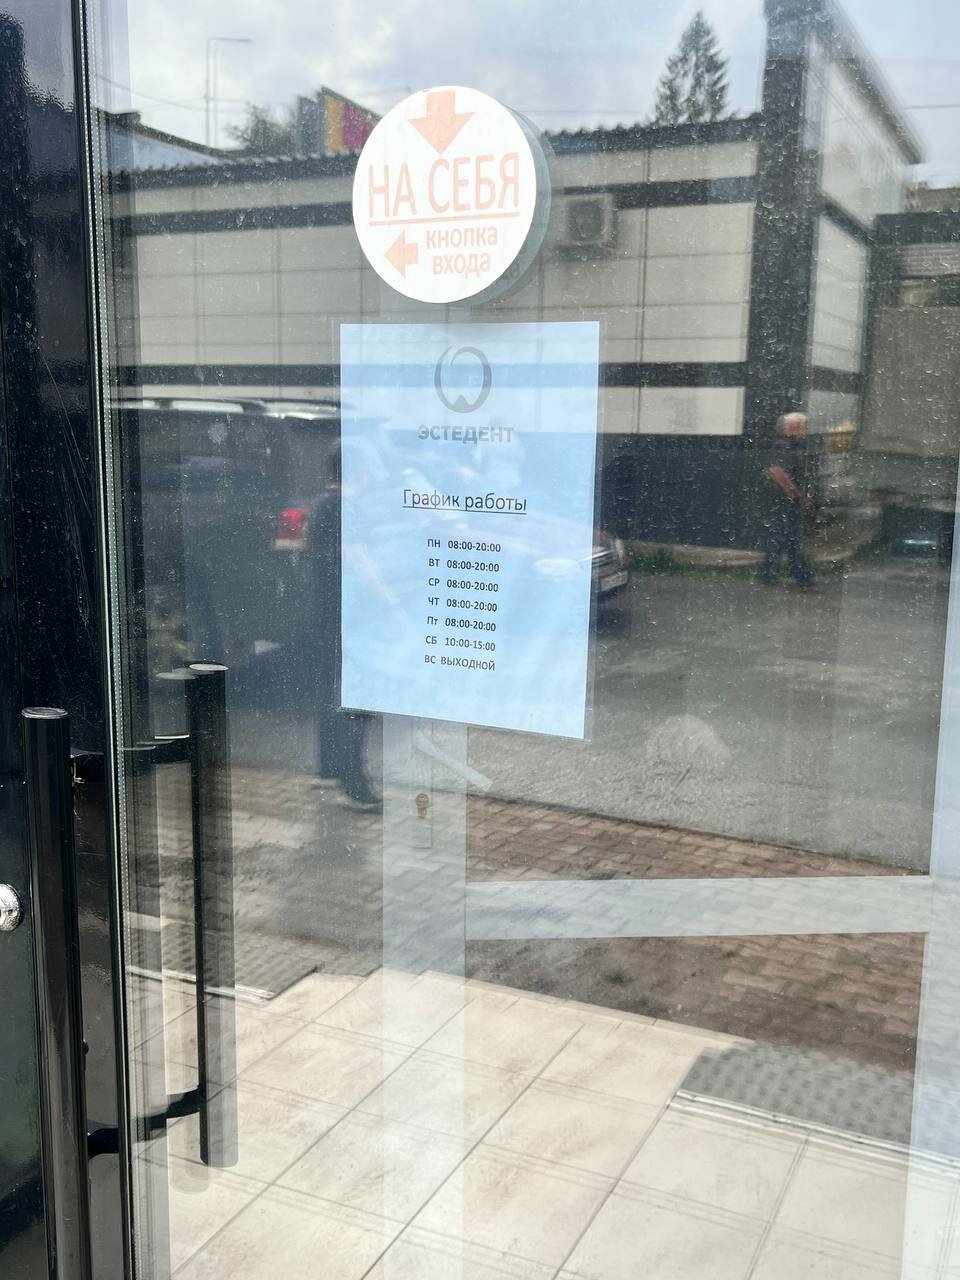 НА СЕБЯ
КНОПКА
ВХОДА
ЭСТЕДЕНТ
График работы
ПН 08:00-20:00
ВТ 08:00-20:00
СР 08:00-20:00
ЧТ 08:00-20:00
Пт 08:00-20:00
СБ 10:00-15:00
ВС ВЫХОДНОЙ